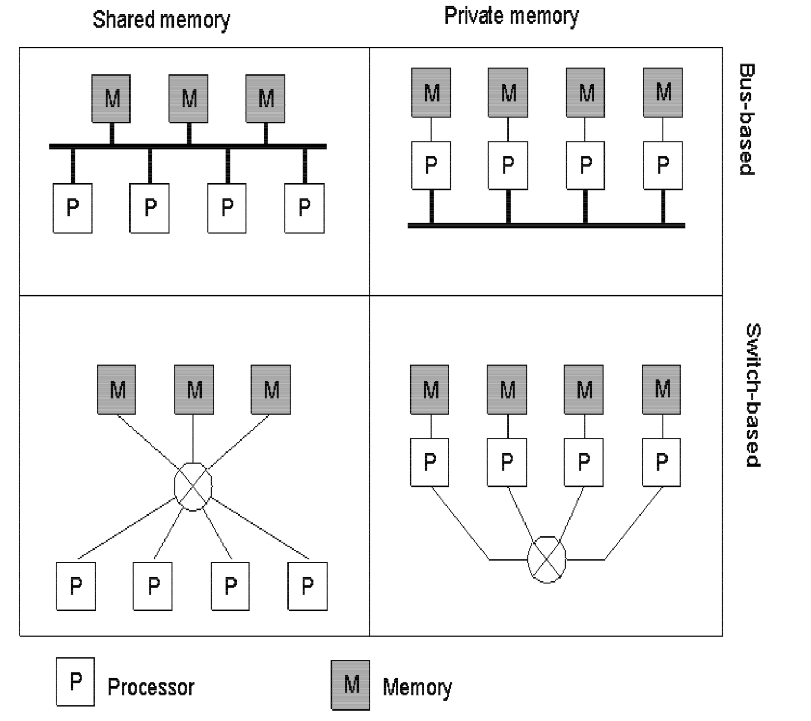 Shared memory
Private memory
Bus-based
M M M
M M M M
P P P P
P P P P
Switch-based
M M M
M M M M
P P P P
P P P P
P Processor
M Memory